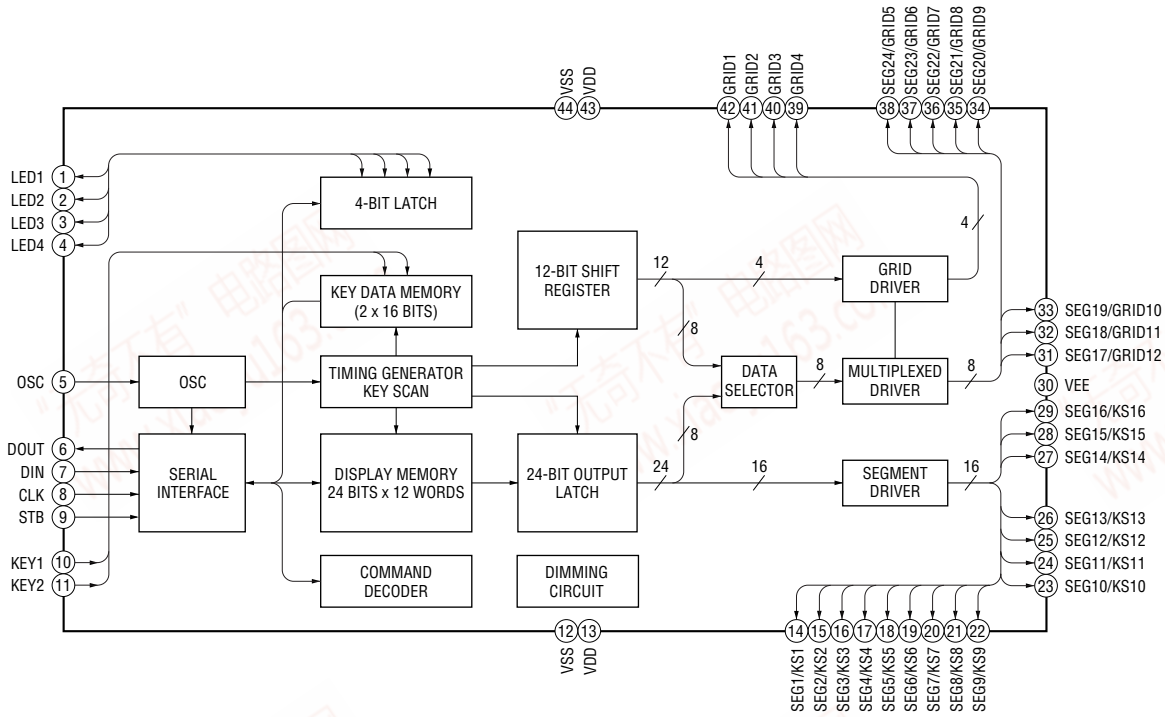 SEG24/GRID5
SEG23/GRID6
SEG22/GRID7
SEG21/GRID8
SEG20/GRID9
GRID1
GRID2
GRID3
GRID4
VSS
VDD
44
43
42
41
40
39
38
37
36
35
34
LED1
1
LED2
2
LED3
3
LED4
4
4-BIT LATCH
KEY DATA MEMORY
(2 x 16 BITS)
12-BIT SHIFT
REGISTER
12
4
8
GRID
DRIVER
4
33
SEG19/GRID10
32
SEG18/GRID11
31
SEG17/GRID12
30
VEE
OSC
5
OSC
TIMING GENERATOR
KEY SCAN
DATA
SELECTOR
8
MULTIPLEXED
DRIVER
8
29
SEG16/KS16
28
SEG15/KS15
27
SEG14/KS14
DOUT
6
DIN
7
CLK
8
STB
9
SERIAL
INTERFACE
DISPLAY MEMORY
24 BITS x 12 WORDS
24-BIT OUTPUT
LATCH
24
8
16
SEGMENT
DRIVER
16
26
SEG13/KS13
25
SEG12/KS12
24
SEG11/KS11
23
SEG10/KS10
KEY1
10
KEY2
11
COMMAND
DECODER
DIMMING
CIRCUIT
12
13
VSS
VDD
14
15
16
17
18
19
20
21
22
SEG1/KS1
SEG2/KS2
SEG3/KS3
SEG4/KS4
SEG5/KS5
SEG6/KS6
SEG7/KS7
SEG8/KS8
SEG9/KS9